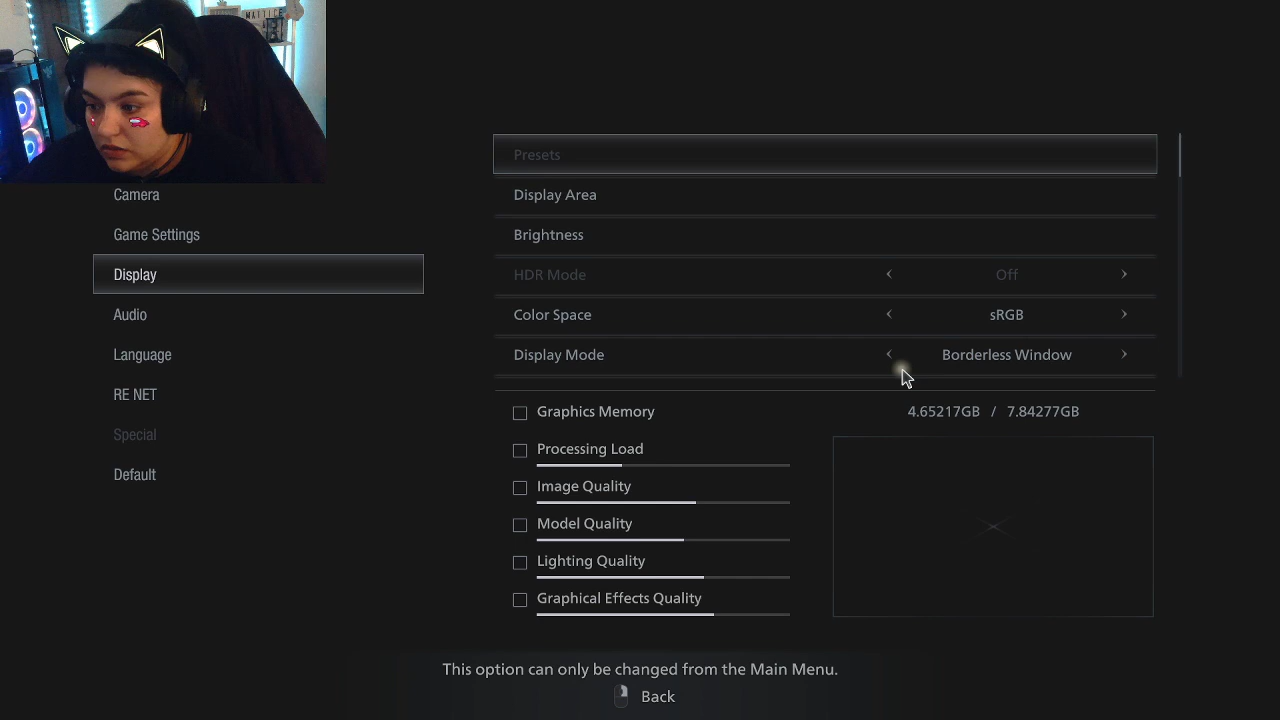 Camera
Game Settings
Display
Audio
Language
RE NET
Special
Default
Presets
Display Area
Brightness
HDR Mode Off
Color Space sRGB
Display Mode Borderless Window
Graphics Memory 4.65217GB / 7.84277GB
Processing Load
Image Quality
Model Quality
Lighting Quality
Graphical Effects Quality
This option can only be changed from the Main Menu.
Back